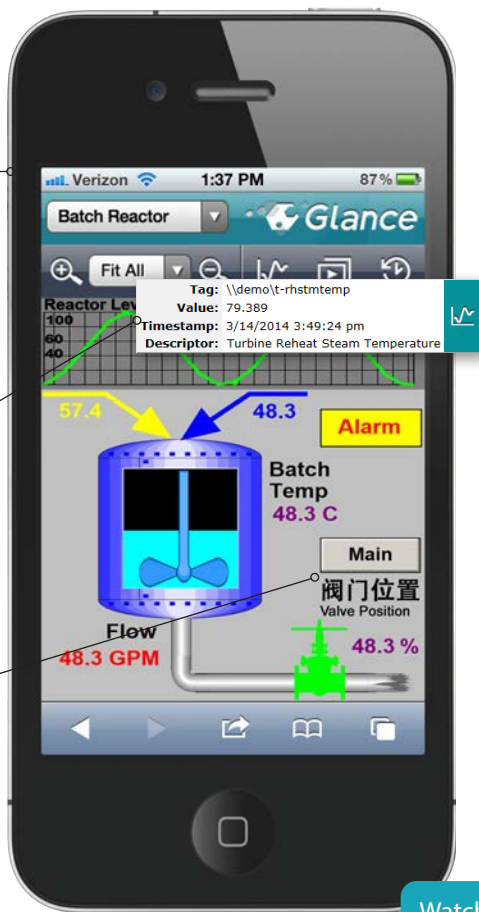 Verizon 1:37 PM 87%
Batch Reactor Glance
Fit All
Tag: \\demo\t-rhstmtemp
Value: 79.389
Timestamp: 3/14/2014 3:49:24 pm
Descriptor: Turbine Reheat Steam Temperature
Reactor
100
60
40
57.4 48.3
Alarm
Batch
Temp
48.3 C
Main
阀门位置
Valve Position
Flow
48.3 GPM
48.3 %
Watch